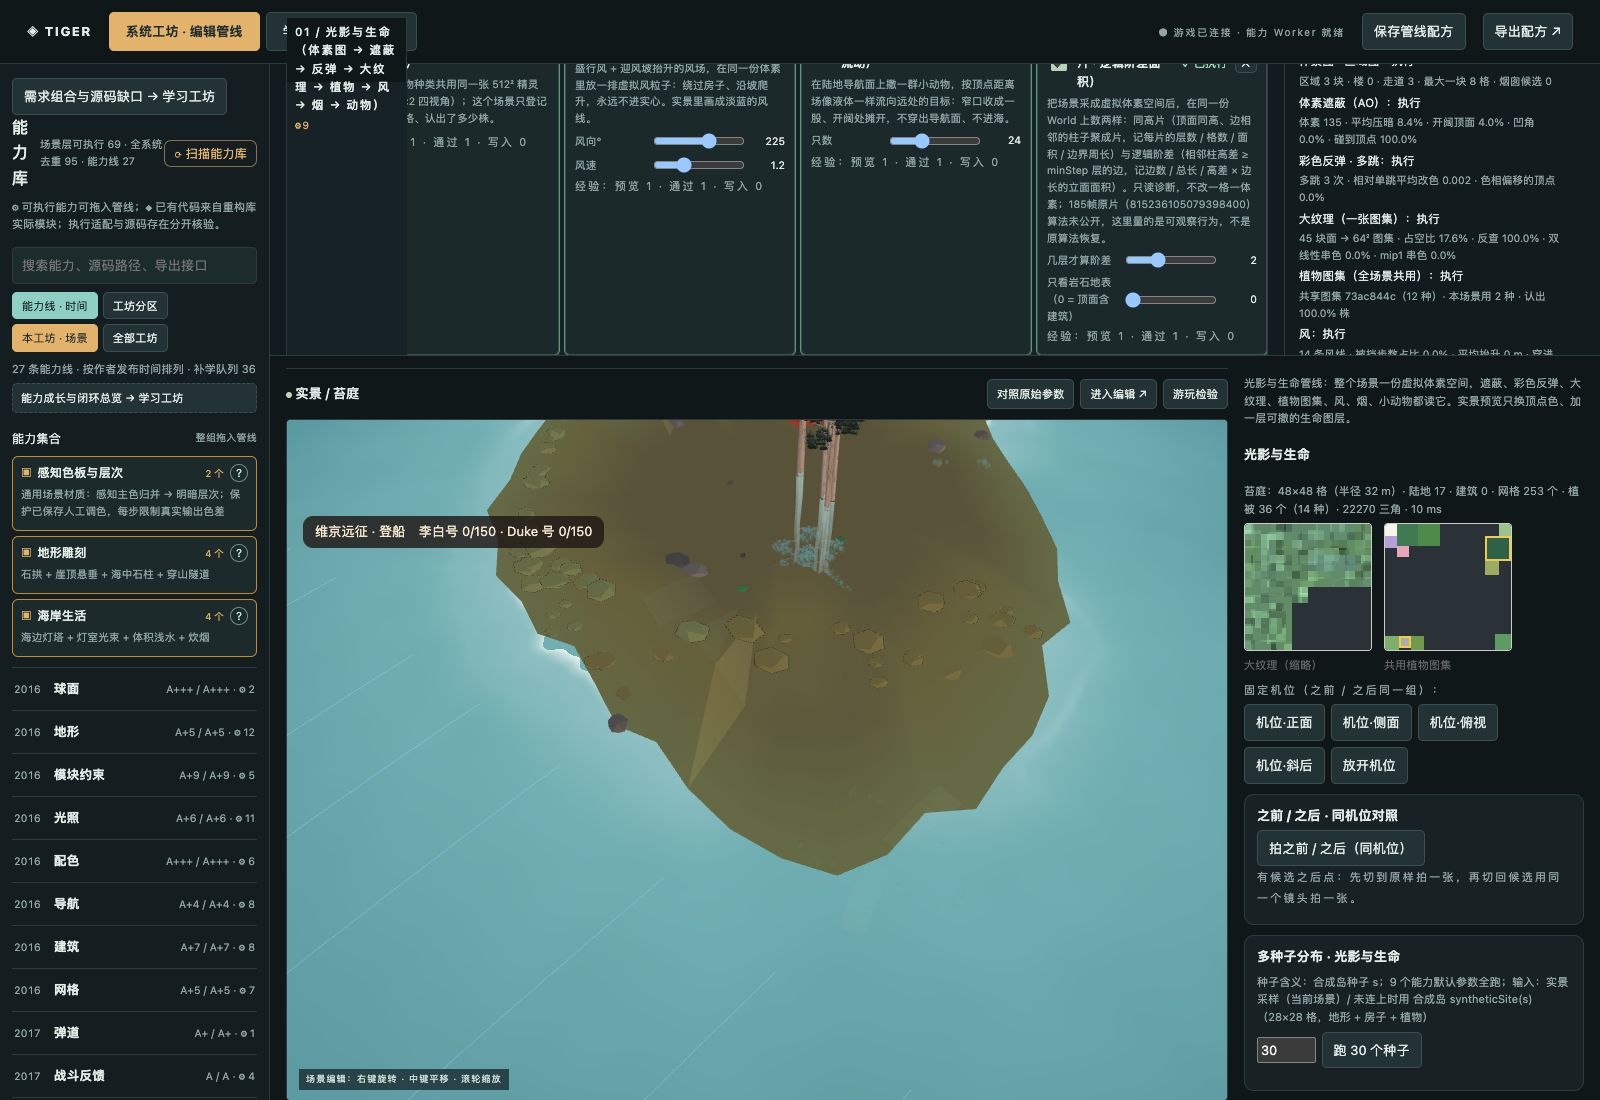 ◈ TIGER
系统工坊 · 编辑管线
游戏已连接 · 能力 Worker 就绪
保存管线配方
导出配方 ↗
需求组合与源码缺口 → 学习工坊
能力库
场景层可执行 69 · 全系统
去重 95 · 能力线 27
⟳ 扫描能力库
⚙ 可执行能力可拖入管线；◆ 已有代码来自重构库
实际模块；执行适配与源码存在分开核验。
搜索能力、源码路径、导出接口
能力线 · 时间
工坊分区
本工坊 · 场景
全部工坊
27 条能力线 · 按作者发布时间排列 · 补学队列 36
能力成长与闭环总览 → 学习工坊
能力集合
整组拖入管线
▣ 感知色板与层次
2 个 ?
通用场景材质：感知主色归并 → 明暗层次；保
护已保存人工调色，每步限制真实输出色差
▣ 地形雕刻
4 个 ?
石拱 + 崖顶悬垂 + 海中石柱 + 穿山隧道
▣ 海岸生活
4 个 ?
海边灯塔 + 灯室光束 + 体积浅水 + 炊烟
2016 球面 A+++ / A+++ · ⚙ 2
2016 地形 A+5 / A+5 · ⚙ 12
2016 模块约束 A+9 / A+9 · ⚙ 5
2016 光照 A+6 / A+6 · ⚙ 11
2016 配色 A+++ / A+++ · ⚙ 6
2016 导航 A+4 / A+4 · ⚙ 8
2016 建筑 A+7 / A+7 · ⚙ 8
2016 网格 A+5 / A+5 · ⚙ 7
2017 弹道 A+ / A+ · ⚙ 1
2017 战斗反馈 A / A · ⚙ 4
01 / 光影与生命
（体素图 → 遮蔽
→ 反弹 → 大纹
理 → 植物 → 风
→ 烟 → 动物）
⚙9
物种类共用同一张 512² 精灵
2 四视角）；这个场景只登记
、认出了多少株。
1 · 通过 1 · 写入 0
盛行风 + 迎风坡抬升的风场，在同一份体素
里放一排虚拟风粒子：绕过房子、沿坡爬
升，永远不进实心。实景里画成淡蓝的风
线。
风向° 225
风速 1.2
经验：预览 1 · 通过 1 · 写入 0
在陆地导航面上撒一群小动物，按顶点距离
场像液体一样流向远处的目标：窄口收成一
股、开阔处摊开，不穿出导航面、不进海。
只数 24
经验：预览 1 · 通过 1 · 写入 0
积）
把场景采成虚拟体素空间后，在同一份
World 上数两样：同高片（顶面同高、边相
邻的柱子聚成片，记每片的层数 / 格数 / 面
积 / 边界周长）与逻辑阶差（相邻柱高差 ≥
minStep 层的边，记边数 / 总长 / 高差 × 边
长的立面面积）。只读诊断，不改一格一体
素；185帧原片（815236105079398400）
算法未公开，这里量的是可观察行为，不是
原算法恢复。
几层才算阶差 2
只看岩石地表
（0 = 顶面含
建筑） 0
经验：预览 1 · 通过 1 · 写入 0
区域 3 块 · 楼 0 · 走道 3 · 最大一块 8 格 · 烟囱候选 0
体素遮蔽（AO）：执行
体素 135 · 平均压暗 8.4% · 开阔顶面 4.0% · 凹角
0.0% · 碰到顶点 100.0%
彩色反弹 · 多跳：执行
多跳 3 次 · 相对单跳平均改色 0.002 · 色相偏移的顶点
0.0%
大纹理（一张图集）：执行
45 块面 → 64² 图集 · 占空比 17.6% · 反查 100.0% · 双
线性串色 0.0% · mip1 串色 0.0%
植物图集（全场景共用）：执行
共享图集 73ac844c（12 种）· 本场景用 2 种 · 认出
100.0% 株
风：执行
14 条风线 · 被挡步数占比 0.0% · 平均抬升 0 m · 穿进
实景 / 苔庭
对照原始参数
进入编辑 ↗
游玩检验
维京远征 · 登船 李白号 0/150 · Duke 号 0/150
场景编辑：右键旋转 · 中键平移 · 滚轮缩放
光影与生命管线：整个场景一份虚拟体素空间，遮蔽、彩色反弹、大
纹理、植物图集、风、烟、小动物都读它。实景预览只换顶点色、加
一层可撤的生命图层。
光影与生命
苔庭：48×48 格（半径 32 m）· 陆地 17 · 建筑 0 · 网格 253 个 · 植
被 36 个（14 种）· 22270 三角 · 10 ms
大纹理（缩略）
共用植物图集
固定机位（之前 / 之后同一组）：
机位·正面
机位·侧面
机位·俯视
机位·斜后
放开机位
之前 / 之后 · 同机位对照
拍之前 / 之后（同机位）
有候选之后点：先切到原样拍一张，再切回候选用同
一个镜头拍一张。
多种子分布 · 光影与生命
种子含义：合成岛种子 s；9 个能力默认参数全跑；输入：实景
采样（当前场景）/ 未连上时用 合成岛 syntheticSite(s)
（28×28 格，地形 + 房子 + 植物）
30
跑 30 个种子